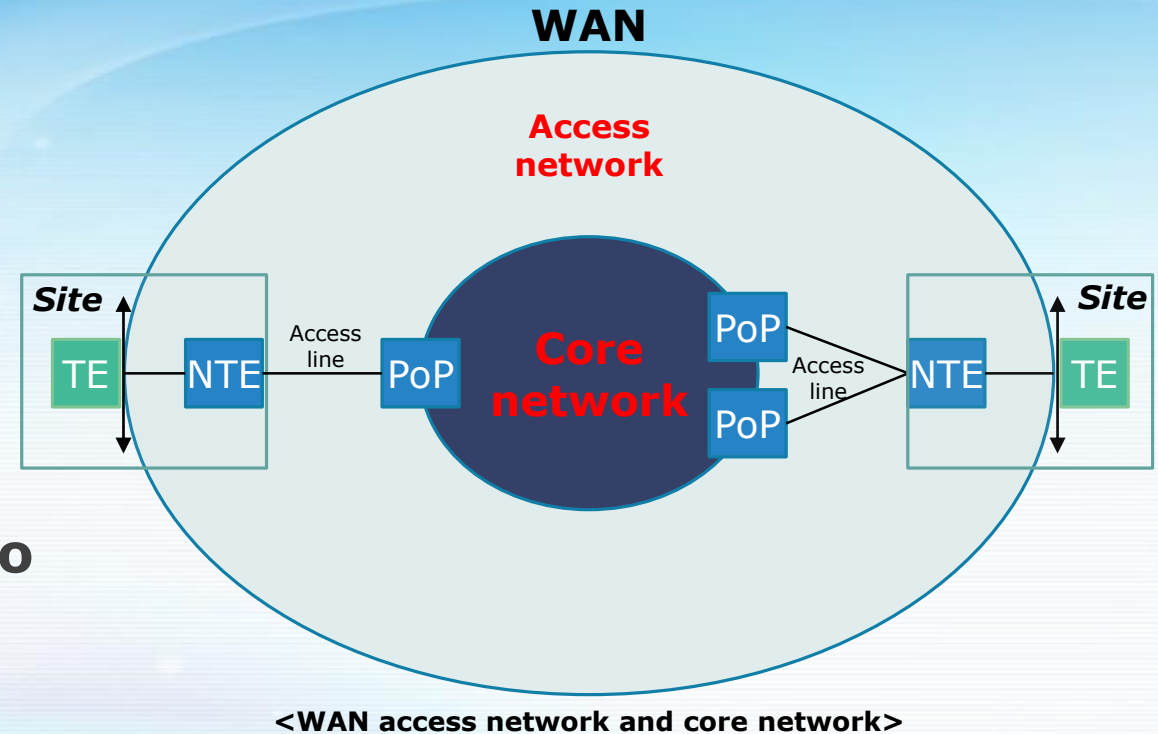 WAN
Access
network
Site
TE
NTE
Access
line
PoP
Core
network
PoP
PoP
Access
line
NTE
Site
TE
o
<WAN access network and core network>